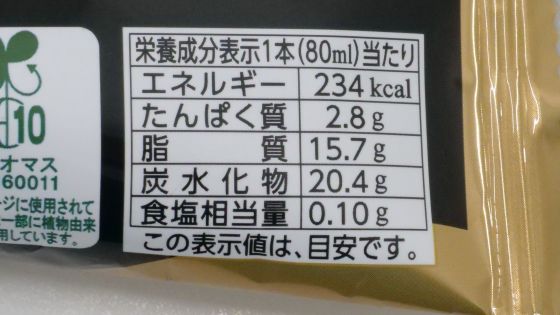 栄養成分表示1本(80ml)当たり
エネルギー 234kcal
たんぱく質 2.8g
脂質 15.7g
炭水化物 20.4g
食塩相当量 0.10g
この表示値は、目安です。
10
オマス
60011
ジに使用されて
一部に植物由来
用しています。